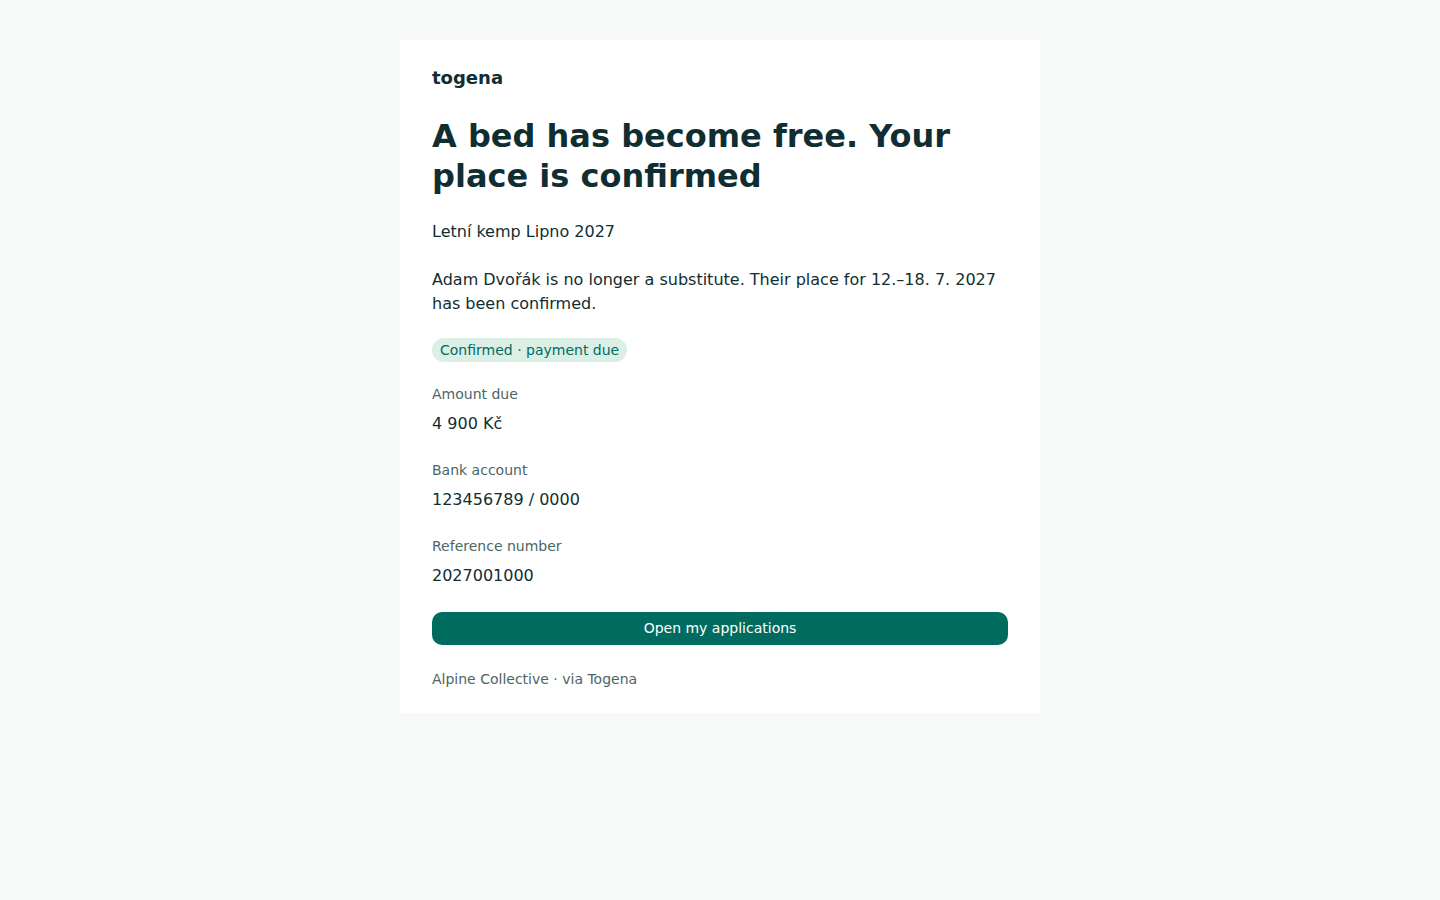 togena
A bed has become free. Your
place is confirmed
Letní kemp Lipno 2027
Adam Dvořák is no longer a substitute. Their place for 12.–18. 7. 2027
has been confirmed.
Confirmed · payment due
Amount due
4 900 Kč
Bank account
123456789 / 0000
Reference number
2027001000
Open my applications
Alpine Collective · via Togena